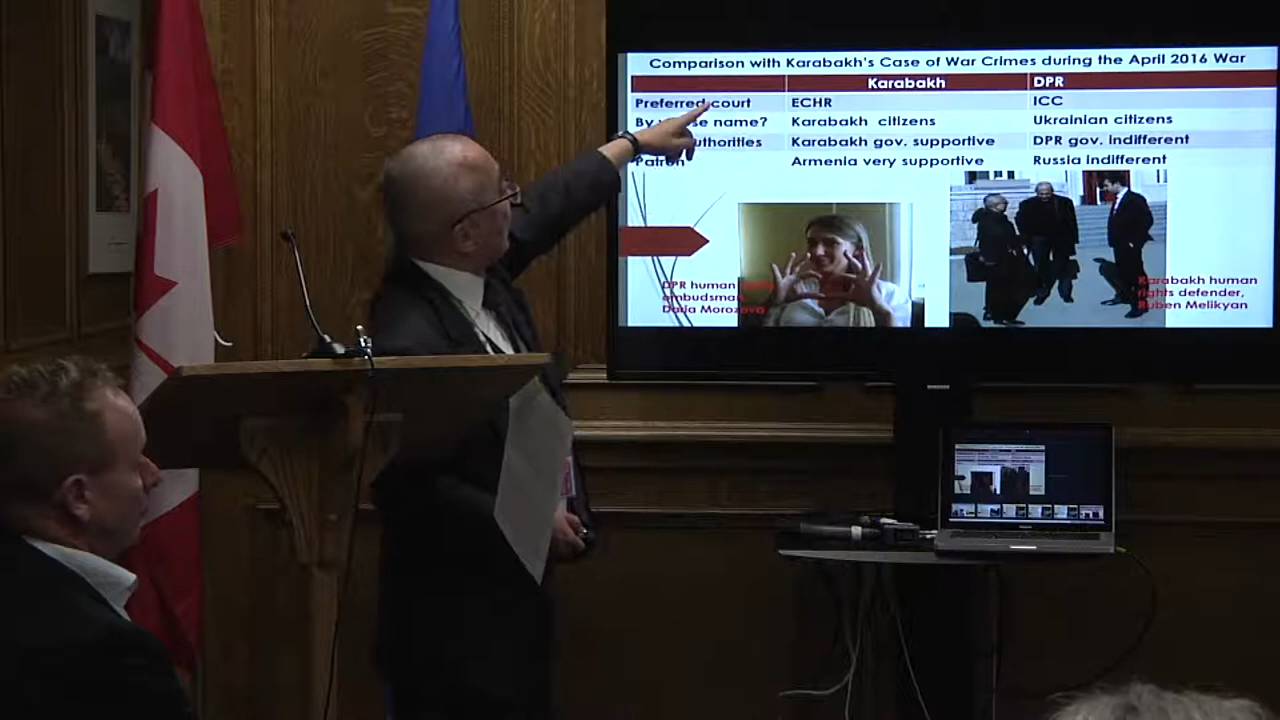 Comparison with Karabakh's Case of War Crimes during the April 2016 War
Karabakh DPR
Preferred court ECHR ICC
By name? Karabakh citizens Ukrainian citizens
Karabakh gov. supportive DPR gov. indifferent
Patron Armenia very supportive Russia indifferent
DPR human
ombudsman
Daria Morozova
Karabakh human
rights defender,
Ruben Melikyan